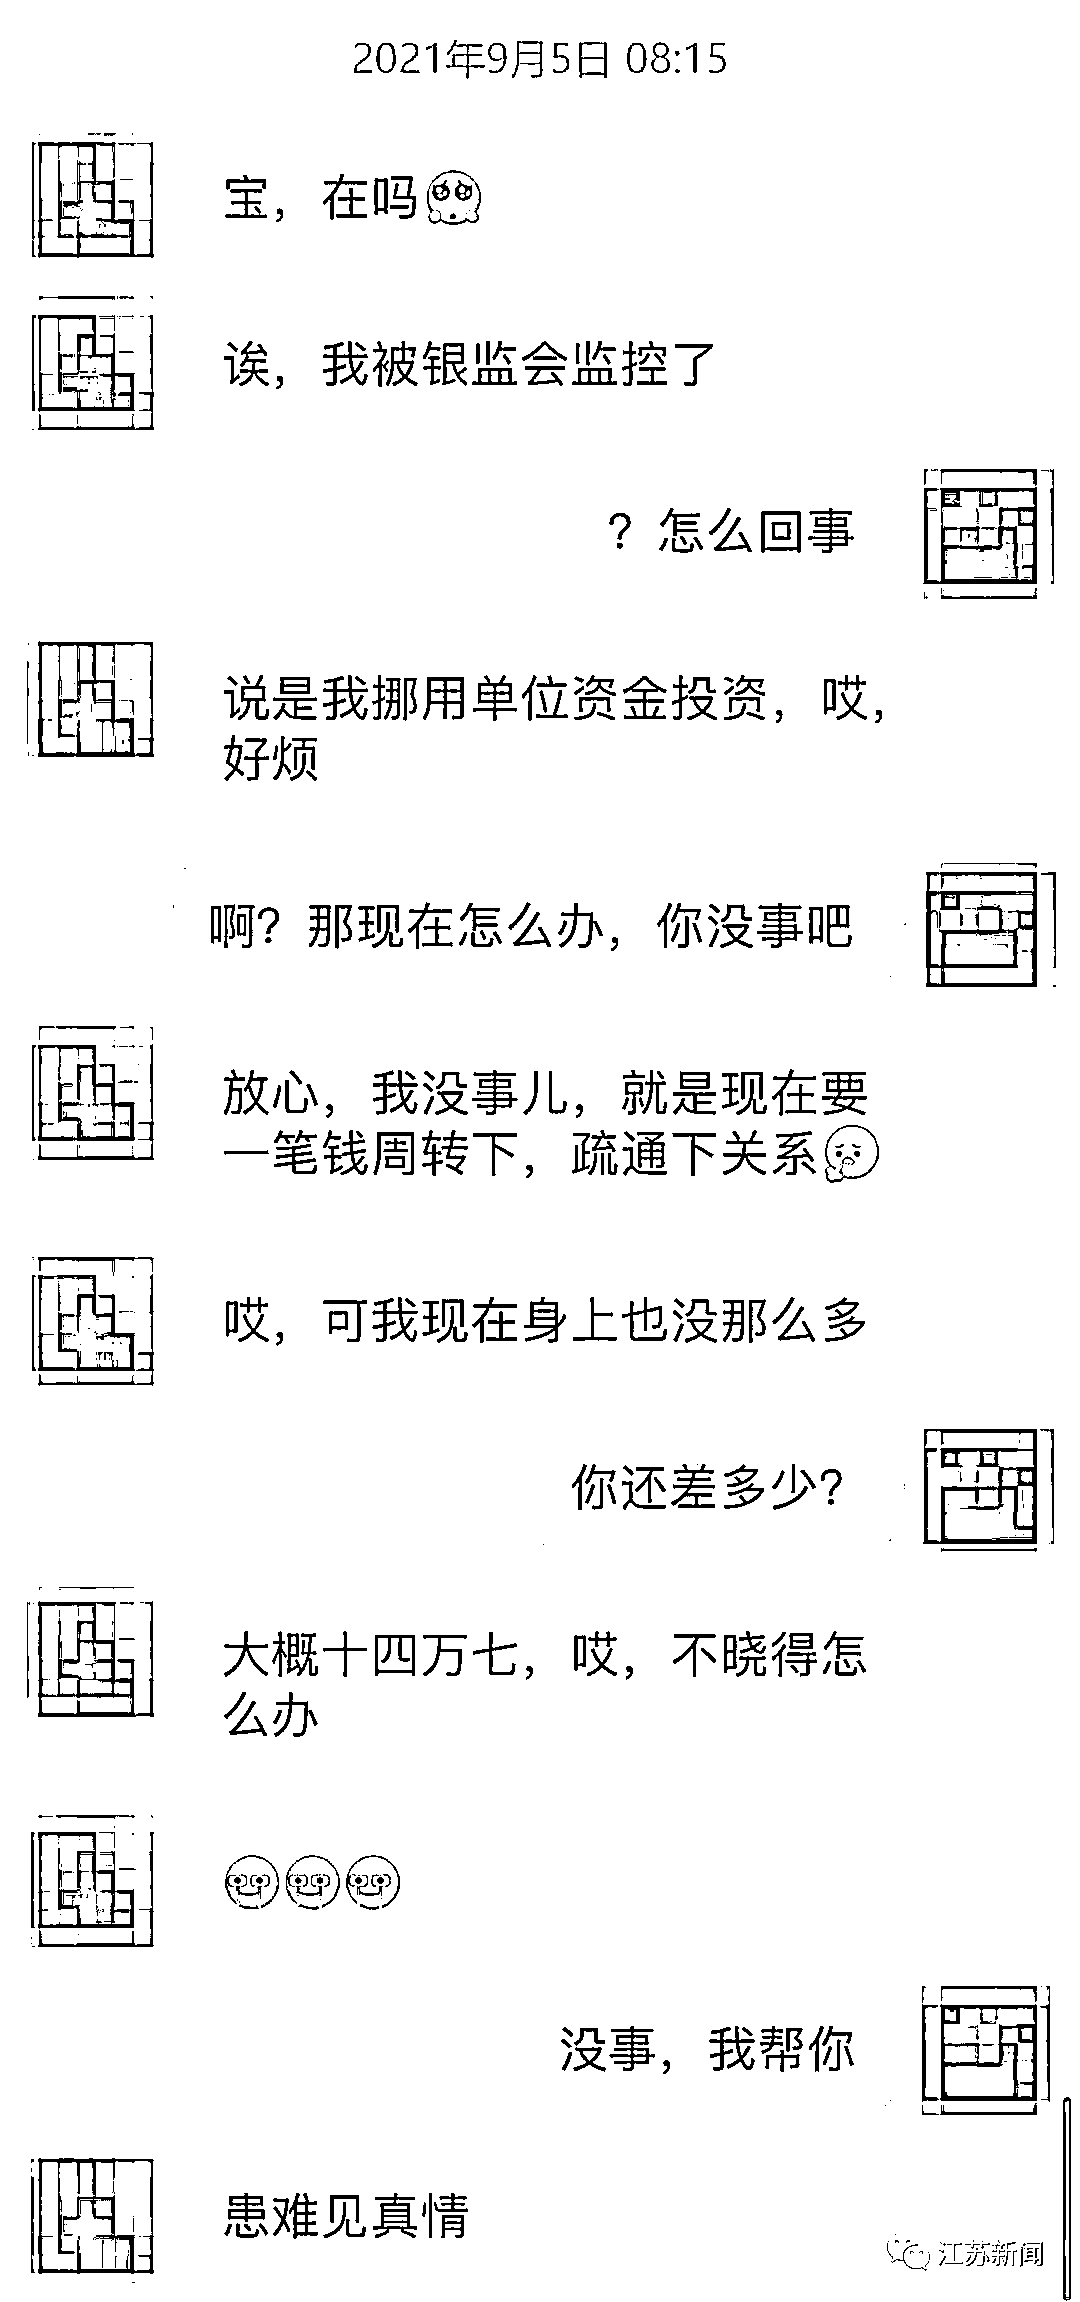 2021年9月5日 08:15
宝，在吗
诶，我被银监会监控了
？怎么回事
说是我挪用单位资金投资，哎，
好烦
啊？那现在怎么办，你没事吧
放心，我没事儿，就是现在要
一笔钱周转下，疏通下关系
哎，可我现在身上也没那么多
你还差多少？
大概十四万七，哎，不晓得怎
么办
没事，我帮你
患难见真情
江苏新闻